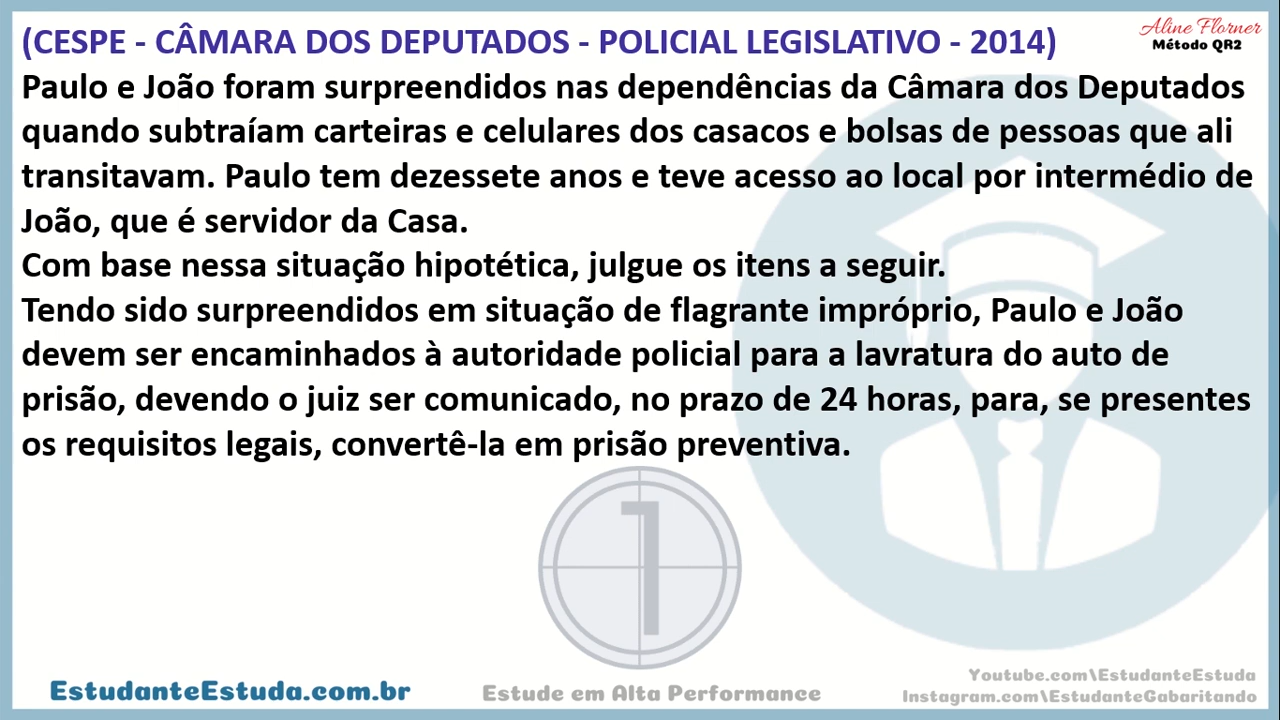 (CESPE - CÂMARA DOS DEPUTADOS - POLICIAL LEGISLATIVO - 2014)
Aline Florner
Método QR2
Paulo e João foram surpreendidos nas dependências da Câmara dos Deputados
quando subtraíam carteiras e celulares dos casacos e bolsas de pessoas que ali
transitavam. Paulo tem dezessete anos e teve acesso ao local por intermédio de
João, que é servidor da Casa.
Com base nessa situação hipotética, julgue os itens a seguir.
Tendo sido surpreendidos em situação de flagrante impróprio, Paulo e João
devem ser encaminhados à autoridade policial para a lavratura do auto de
prisão, devendo o juiz ser comunicado, no prazo de 24 horas, para, se presentes
os requisitos legais, convertê-la em prisão preventiva.
1
EstudanteEstuda.com.br
Estude em Alta Performance
Youtube.com\EstudanteEstuda
Instagram.com\EstudanteGabaritando